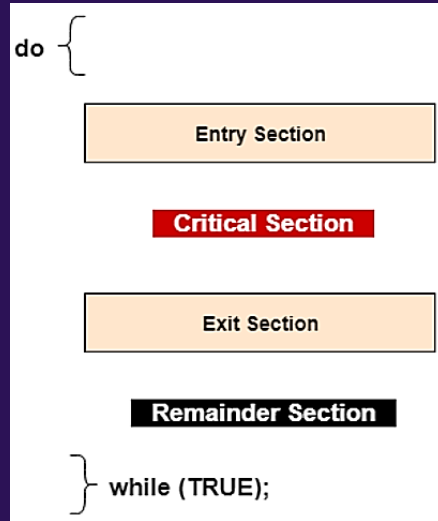 do {
Entry Section
Critical Section
Exit Section
Remainder Section
} while (TRUE);